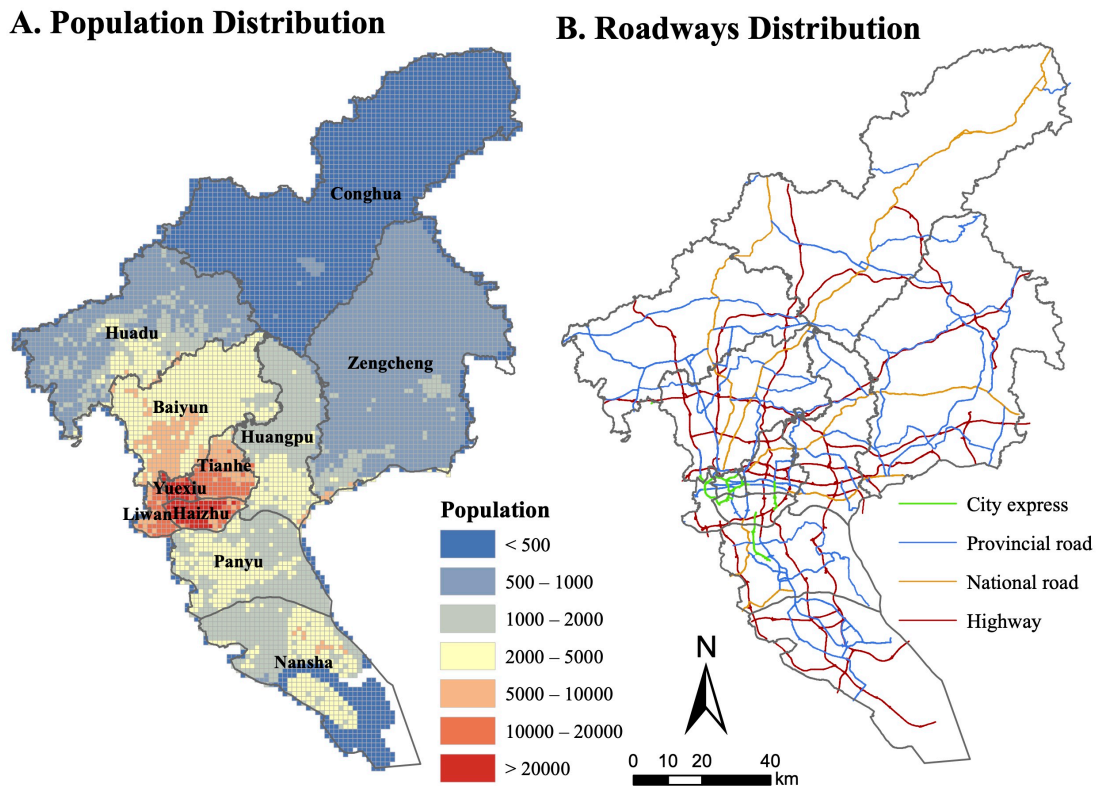 A. Population Distribution
B. Roadways Distribution
Conghua
Huadu
Zengcheng
Baiyun
Huangpu
Tianhe
Yuexiu
Liwan
Haizhu
Panyu
Nansha
Population
< 500
500 – 1000
1000 – 2000
2000 – 5000
5000 – 10000
10000 – 20000
> 20000
City express
Provincial road
National road
Highway
N
0 10 20 40
km